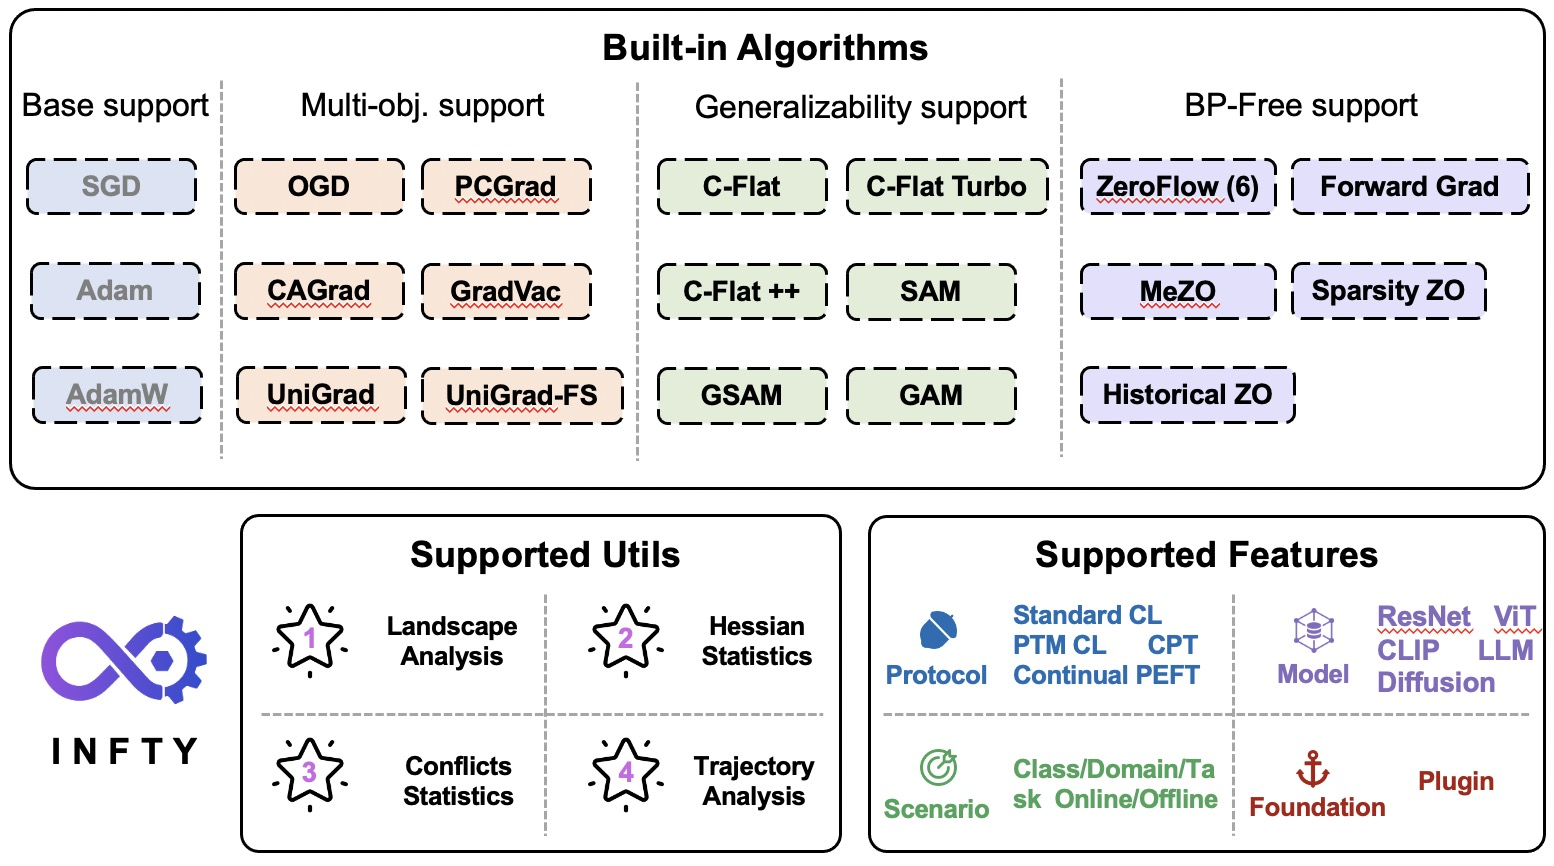 Built-in Algorithms
Base support
Multi-obj. support
Generalizability support
BP-Free support
SGD
OGD
PCGrad
C-Flat
C-Flat Turbo
ZeroFlow (6)
Forward Grad
Adam
CAGrad
GradVac
C-Flat ++
SAM
MeZO
Sparsity ZO
AdamW
UniGrad
UniGrad-FS
GSAM
GAM
Historical ZO
INFTY
Supported Utils
1
Landscape
Analysis
2
Hessian
Statistics
3
Conflicts
Statistics
4
Trajectory
Analysis
Supported Features
Protocol
Standard CL
PTM CL CPT
Continual PEFT
Model
ResNet ViT
CLIP LLM
Diffusion
Scenario
Class/Domain/Ta
sk Online/Offline
Foundation
Plugin